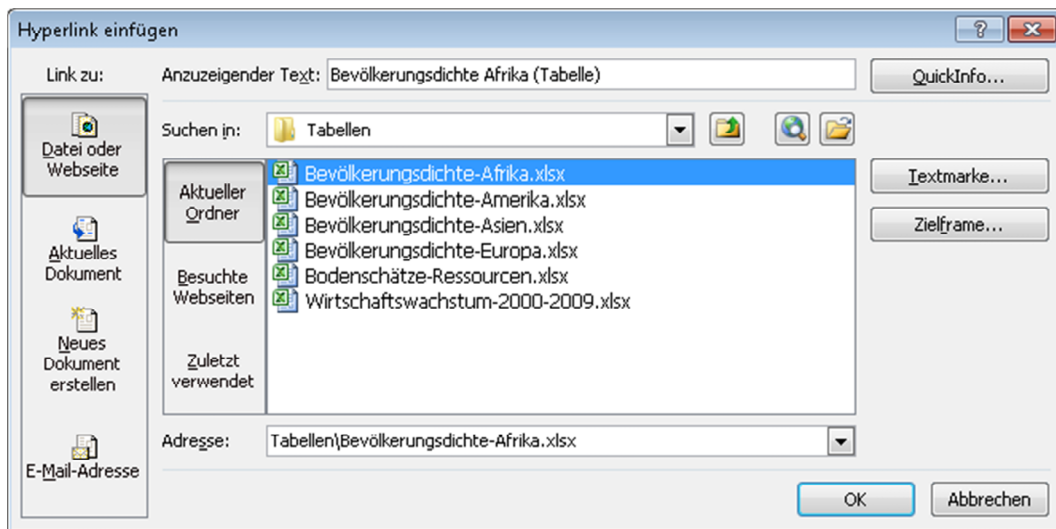 Hyperlink einfügen
Link zu:
Anzuzeigender Text: Bevölkerungsdichte Afrika (Tabelle)
QuickInfo...
Datei oder
Webseite
Suchen in: Tabellen
Aktueller
Ordner
Bevölkerungsdichte-Afrika.xlsx
Bevölkerungsdichte-Amerika.xlsx
Bevölkerungsdichte-Asien.xlsx
Bevölkerungsdichte-Europa.xlsx
Bodenschätze-Ressourcen.xlsx
Wirtschaftswachstum-2000-2009.xlsx
Textmarke...
Zielframe...
Aktuelles
Dokument
Besuchte
Webseiten
Neues
Dokument
erstellen
Zuletzt
verwendet
E-Mail-Adresse
Adresse: Tabellen\Bevölkerungsdichte-Afrika.xlsx
OK
Abbrechen